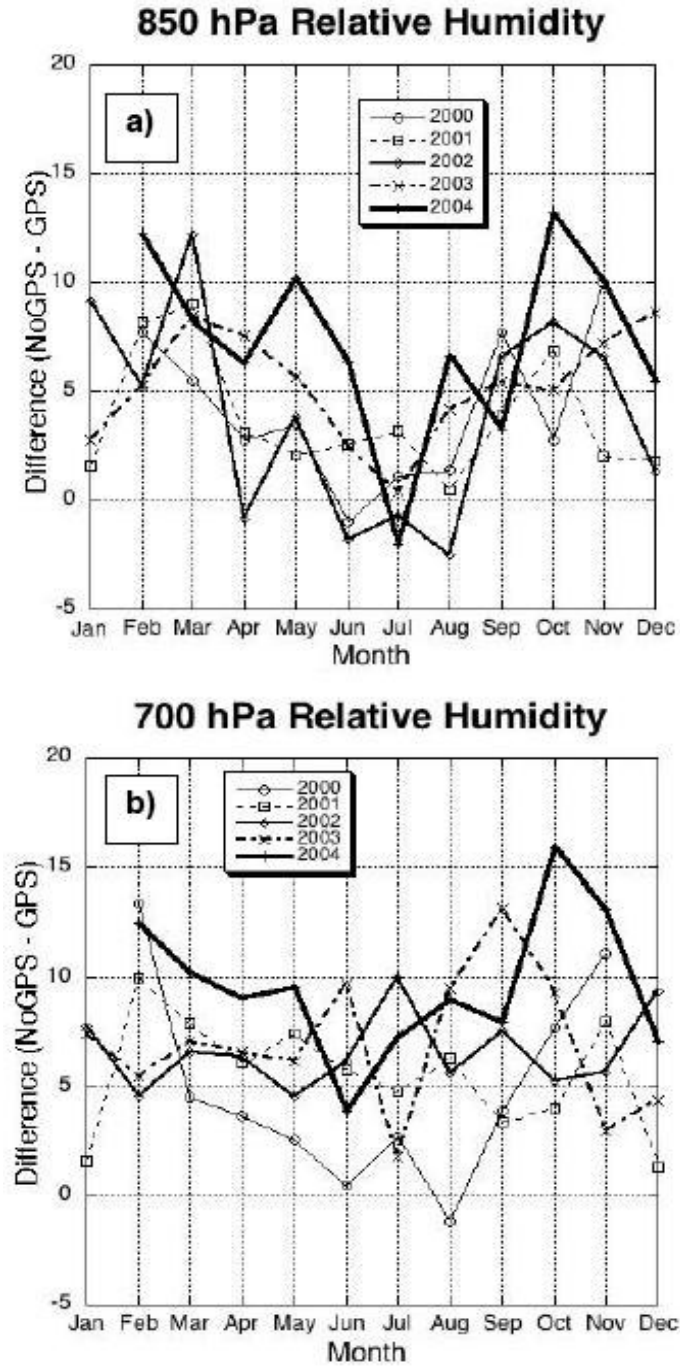 850 hPa Relative Humidity
a)
2000
2001
2002
2003
2004
20
15
10
5
0
-5
Difference (NoGPS - GPS)
Jan Feb Mar Apr May Jun Jul Aug Sep Oct Nov Dec
Month
700 hPa Relative Humidity
b)
2000
2001
2002
2003
2004
20
15
10
5
0
-5
Difference (NoGPS - GPS)
Jan Feb Mar Apr May Jun Jul Aug Sep Oct Nov Dec
Month